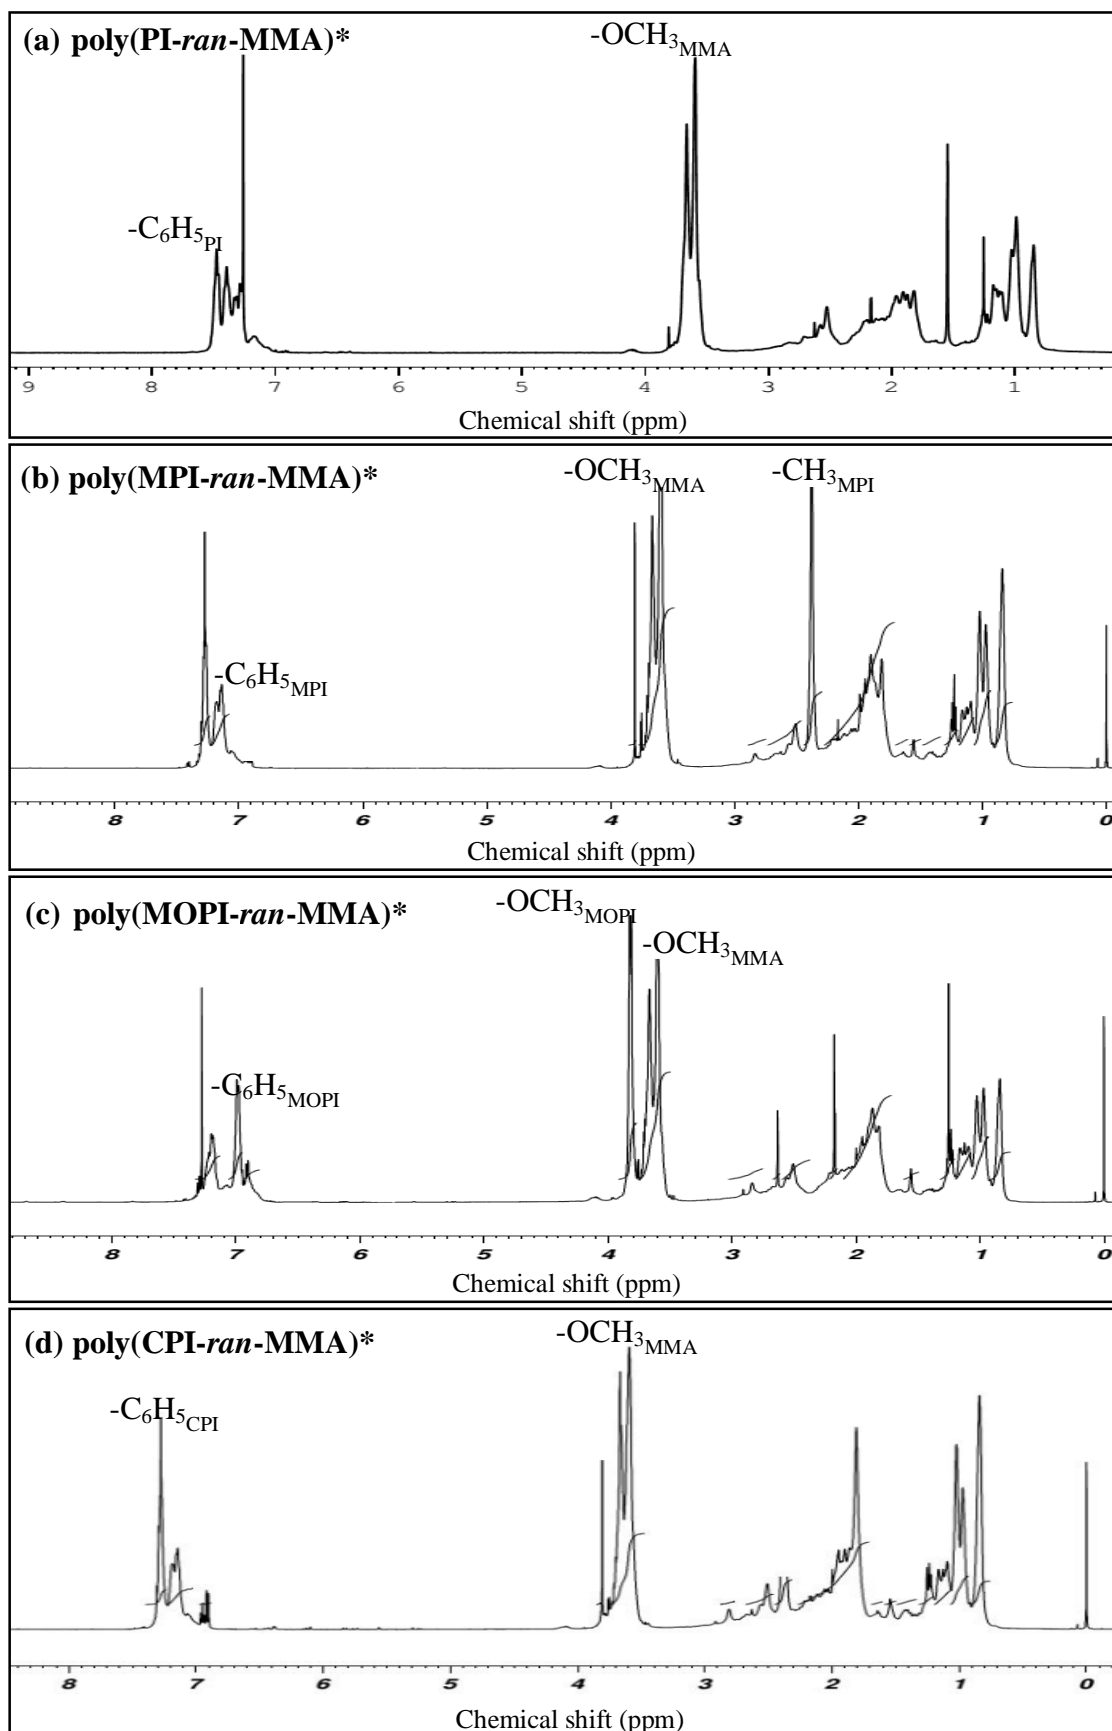 (a) poly(PI-ran-MMA)*
-OCH3MMA
-C6H5PI
9 8 7 6 5 4 3 2 1
Chemical shift (ppm)
(b) poly(MPI-ran-MMA)*
-OCH3MMA
-CH3MPI
-C6H5MPI
8 7 6 5 4 3 2 1 0
Chemical shift (ppm)
(c) poly(MOPI-ran-MMA)*
-OCH3MOPI
-OCH3MMA
-C6H5MOPI
8 7 6 5 4 3 2 1 0
Chemical shift (ppm)
(d) poly(CPI-ran-MMA)*
-OCH3MMA
-C6H5CPI
8 7 6 5 4 3 2 1 0
Chemical shift (ppm)